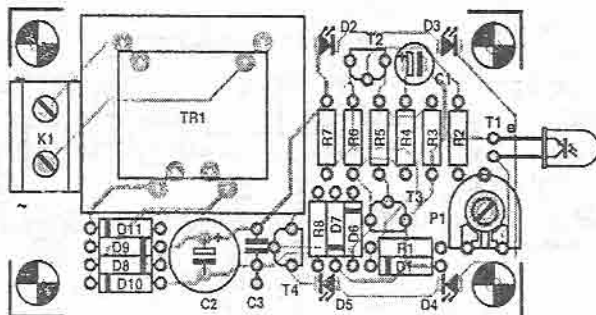 D2
D3
T2
C1
K1
TR1
R7
R6
R5
R4
R3
R2
T1
e
T3
P1
~
D11
D9
D8
D10
+
C2
C3
T4
R8
D7
D6
R1
D1
D5
D4